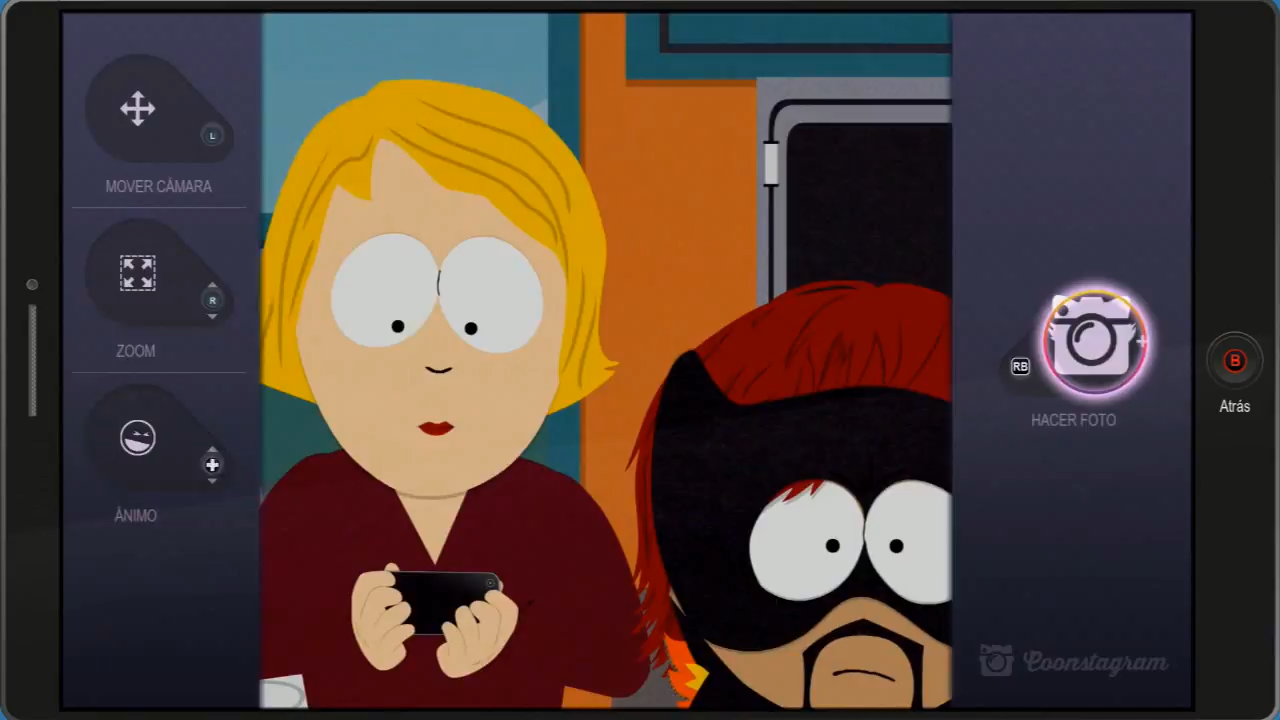 L
MOVER CÁMARA
R
ZOOM
ÁNIMO
RB
HACER FOTO
B
Atrás
Coonstagram